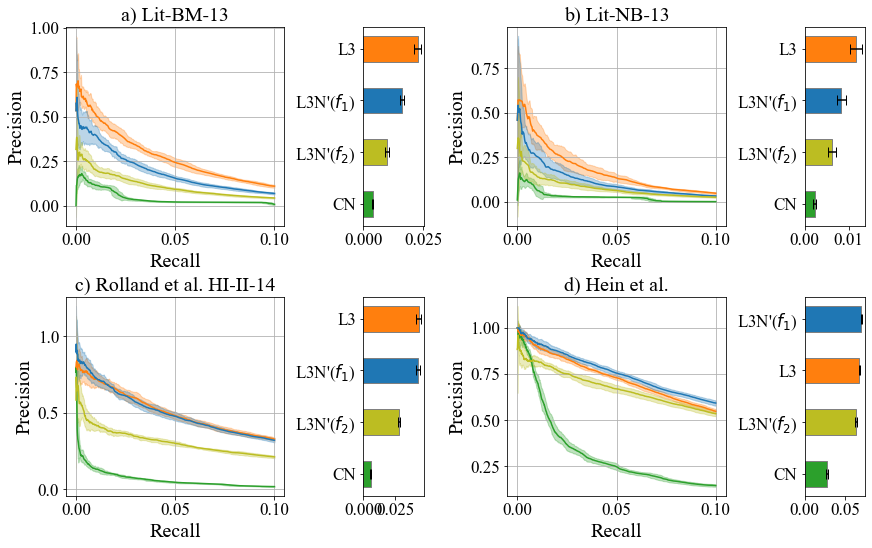 a) Lit-BM-13
Precision
1.00
0.75
0.50
0.25
0.00
0.00
0.05
0.10
Recall
L3
L3N'(f₁)
L3N'(f₂)
CN
0.000
0.025
b) Lit-NB-13
Precision
0.75
0.50
0.25
0.00
0.00
0.05
0.10
Recall
L3
L3N'(f₁)
L3N'(f₂)
CN
0.00
0.01
c) Rolland et al. HI-II-14
Precision
1.0
0.5
0.0
0.00
0.05
0.10
Recall
L3
L3N'(f₁)
L3N'(f₂)
CN
0.000
0.025
d) Hein et al.
Precision
1.00
0.75
0.50
0.25
0.00
0.05
0.10
Recall
L3N'(f₁)
L3
L3N'(f₂)
CN
0.00
0.05